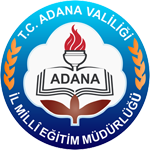 T.C. ADANA VALİLİĞİ
ADANA
İL MİLLİ EĞİTİM MÜDÜRLÜĞÜ